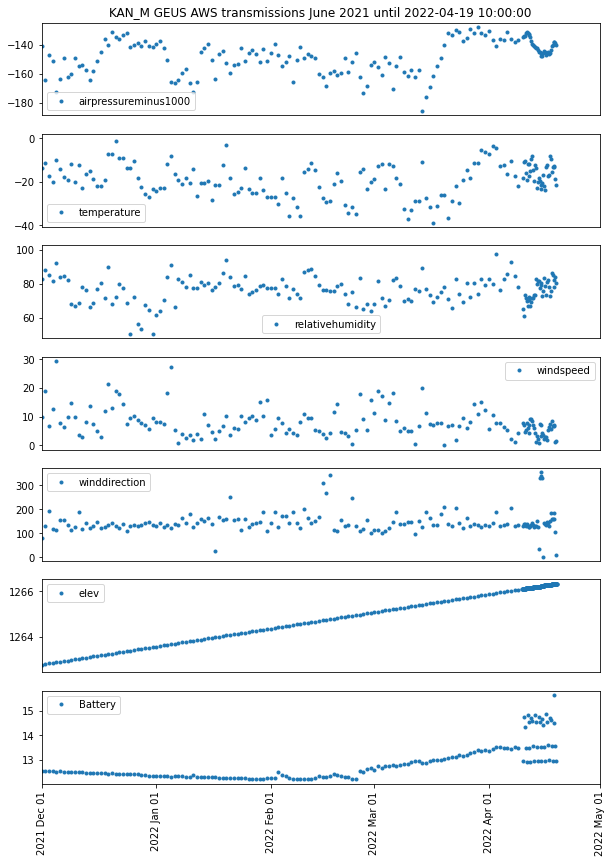 KAN_M GEUS AWS transmissions June 2021 until 2022-04-19 10:00:00
−140
−160
−180
airpressureminus1000
0
−20
−40
temperature
100
80
60
relativehumidity
30
20
10
0
windspeed
300
200
100
0
winddirection
1266
1264
elev
15
14
13
Battery
2021 Dec 01
2022 Jan 01
2022 Feb 01
2022 Mar 01
2022 Apr 01
2022 May 01